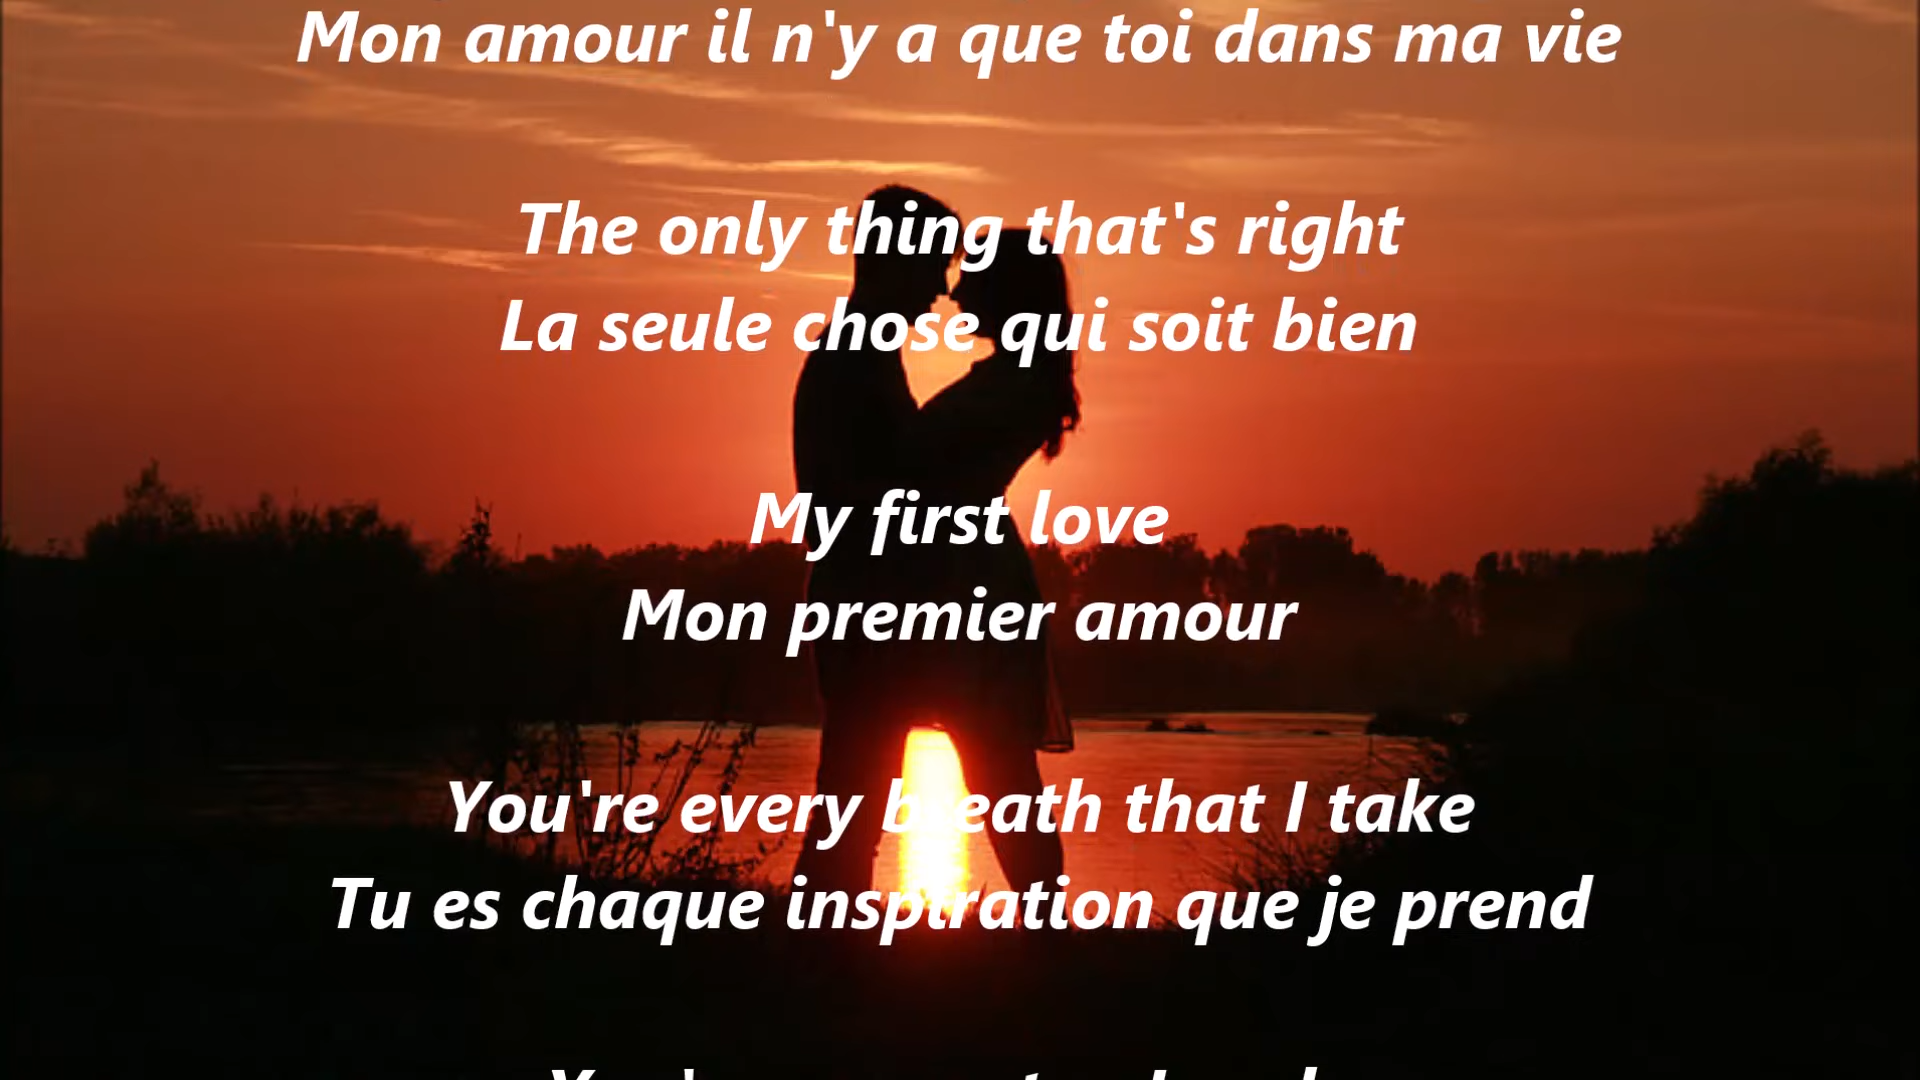 Mon amour il n'y a que toi dans ma vie
The only thing that's right
La seule chose qui soit bien
My first love
Mon premier amour
You're every breath that I take
Tu es chaque inspiration que je prend